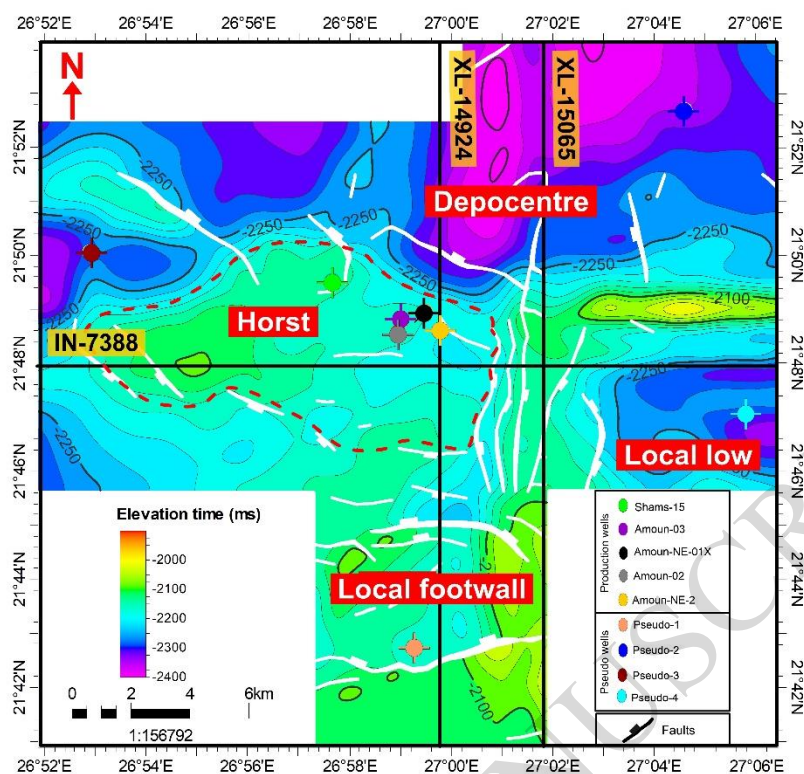 26°52'E 26°54'E 26°56'E 26°58'E 27°00'E 27°02'E 27°04'E 27°06'E
N
XL-14924
XL-15065
21°52'N
21°52'N
-2250
Depocentre
-2250
-2250
-2250
21°50'N
21°50'N
-2100
Horst
-2250
IN-7388
21°48'N
21°48'N
-2250
-2250
21°46'N
Local low
21°46'N
Elevation time (ms)
-2000
-2100
-2200
-2300
-2400
-2100
Production wells
Shams-15
Amoun-03
Amoun-NE-01X
Amoun-02
Amoun-NE-2
21°44'N
21°44'N
Local footwall
Pseudo wells
Pseudo-1
Pseudo-2
Pseudo-3
Pseudo-4
21°42'N
21°42'N
0 2 4 6km
-2100
1:156792
Faults
26°52'E 26°54'E 26°56'E 26°58'E 27°00'E 27°02'E 27°04'E 27°06'E
NUSCR